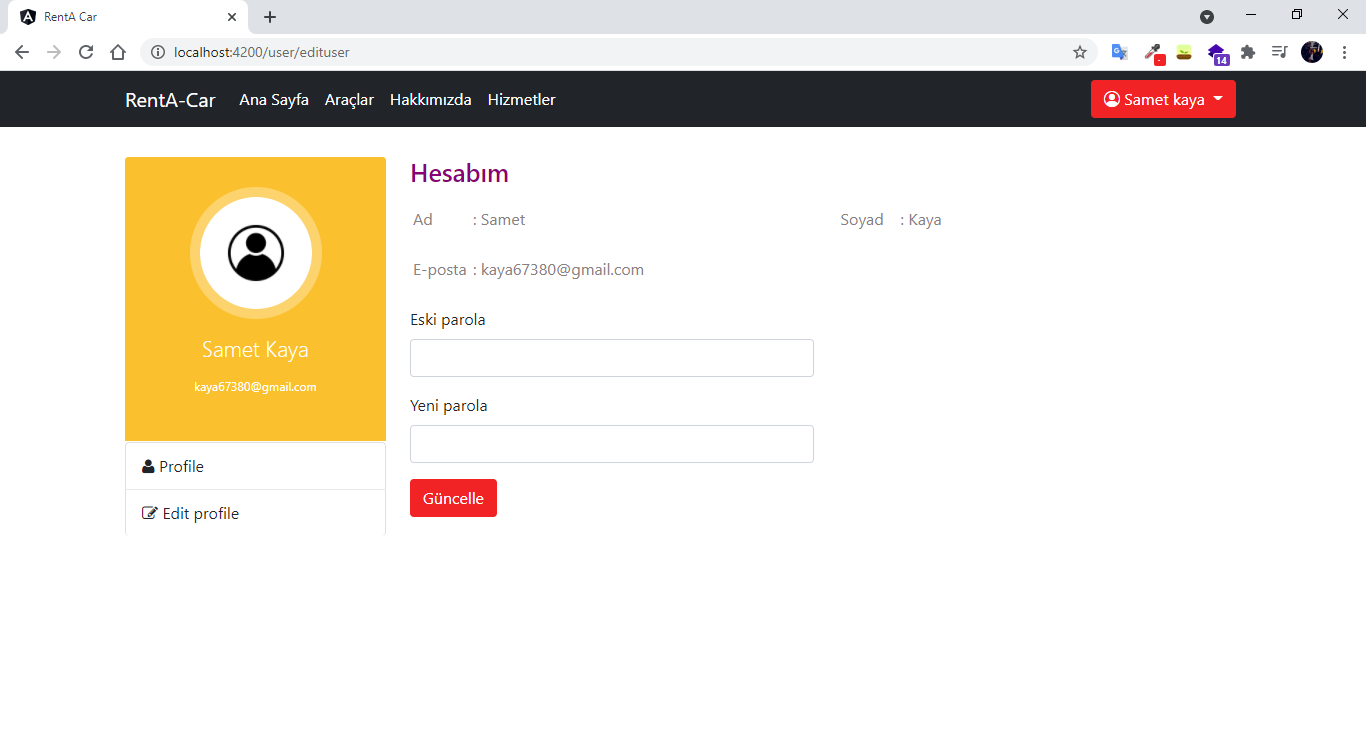 RentA Car
localhost:4200/user/edituser
14
RentA-Car Ana Sayfa Araçlar Hakkımızda Hizmetler Samet kaya
Samet Kaya
kaya67380@gmail.com
Profile
Edit profile
Hesabım
Ad : Samet Soyad : Kaya
E-posta : kaya67380@gmail.com
Eski parola
Yeni parola
Güncelle